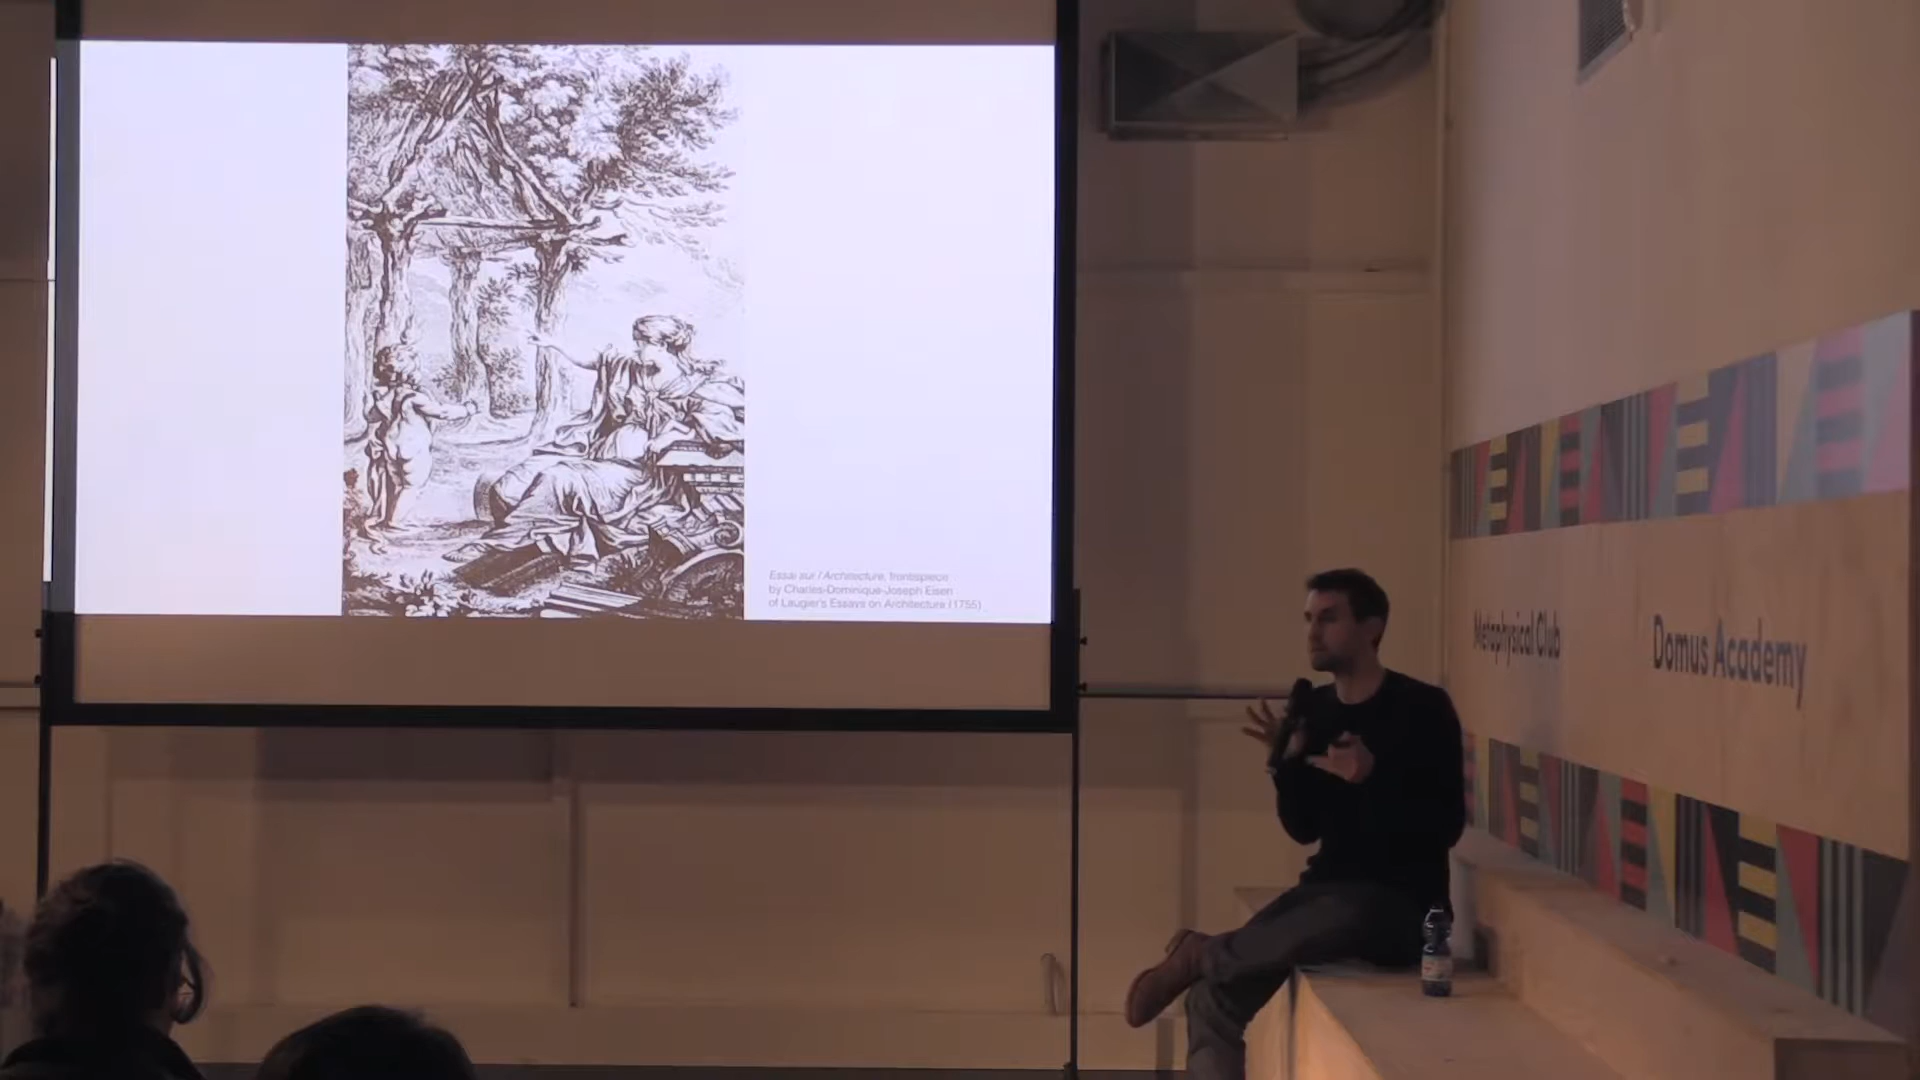 Essai sur l'Architecture, frontispiece
by Charles-Dominique-Joseph Eisen
of Laugier's Essays on Architecture (1755)
Metaphysical Club
Domus Academy